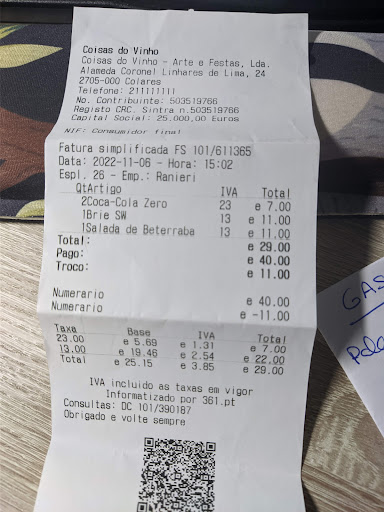 Coisas do Vinho
Coisas do Vinho - Arte e Festas, Lda.
Alameda Coronel Linhares de Lima, 24
2705-000 Colares
Telefone: 211111111
No. Contribuinte: 503519766
Registo CRC. Sintra n.503519766
Capital Social: 25.000,00 Euros
NIF: Consumidor final
Fatura simplificada FS 101/611365
Data: 2022-11-06 - Hora: 15:02
Espl. 26 - Emp.: Ranieri
QtArtigo IVA Total
2Coca-Cola Zero 23 e 7.00
1Brie SW 13 e 11.00
1Salada de Beterraba 13 e 11.00
Total: e 29.00
Pago: e 40.00
Troco: e 11.00
Numerario e 40.00
Numerario e -11.00
Taxa Base IVA Total
23.00 e 5.69 e 1.31 e 7.00
13.00 e 19.46 e 2.54 e 22.00
Total e 25.15 e 3.85 e 29.00
IVA incluido as taxas em vigor
Informatizado por 361.pt
Consultas: DC 101/390187
Obrigado e volte sempre
GAS